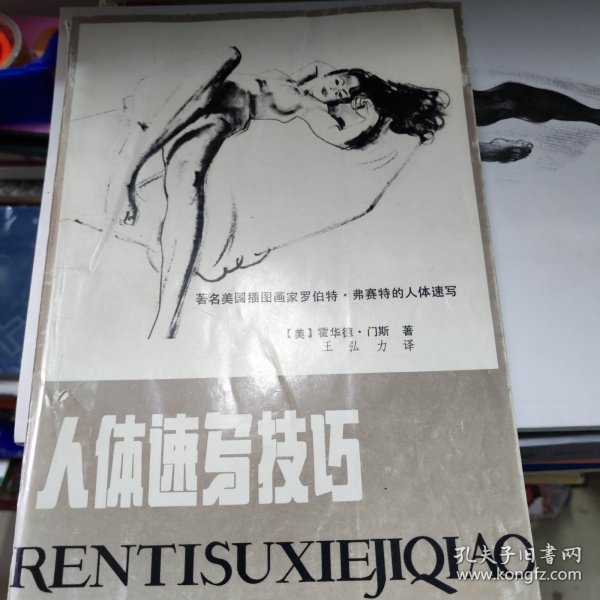 著名美国插图画家罗伯特·弗赛特的人体速写
【美】霍华德·门斯 著
王弘力译
人体速写技巧
RENTISUXIEJIQIAO
孔夫子旧书网
www.kongfz.com